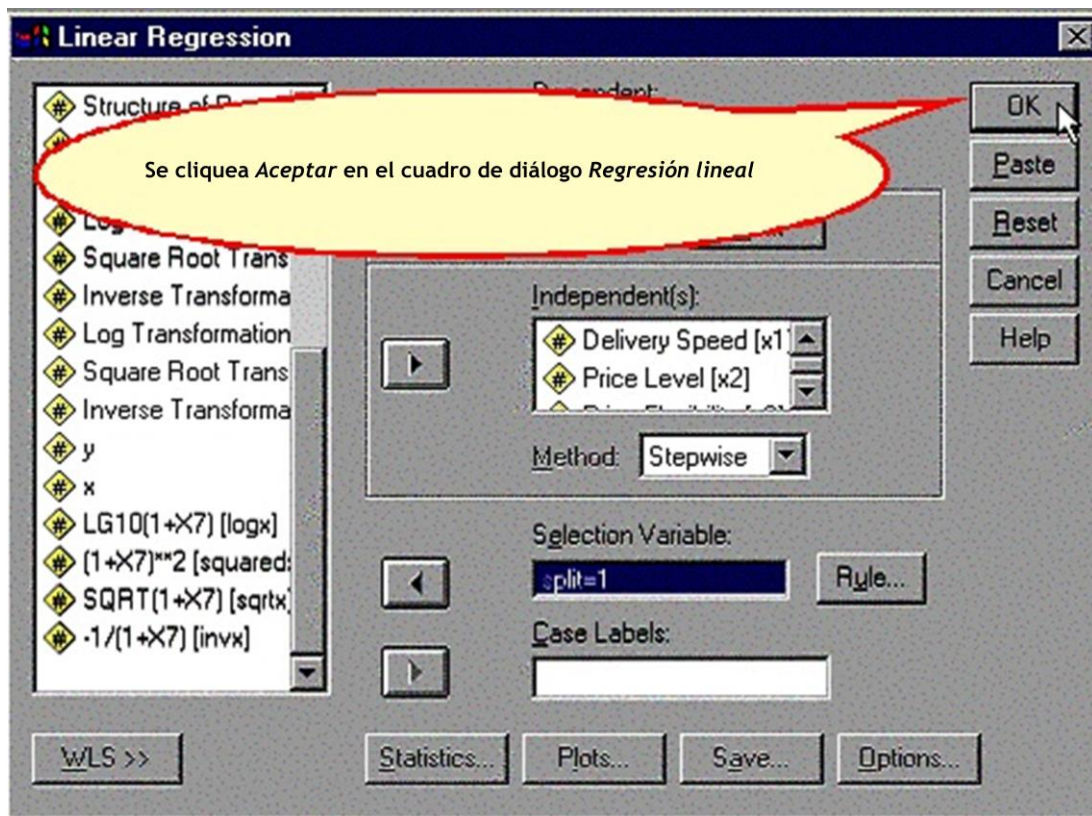 Linear Regression
Structure of
Dependent:
OK
Se cliquea Aceptar en el cuadro de diálogo Regresión lineal
Paste
Log
Reset
Square Root Trans
Inverse Transforma
Independent(s):
Cancel
Log Transformation
Delivery Speed [x1]
Help
Square Root Trans
Price Level [x2]
Inverse Transforma
y
Method: Stepwise
x
LG10(1+X7) [logx]
Selection Variable:
(1+X7)**2 [squareds
split=1
Rule...
SQRT(1+X7) [sqrtx]
-1/(1+X7) [invx]
Case Labels:
WLS >>
Statistics...
Plots...
Save...
Options...